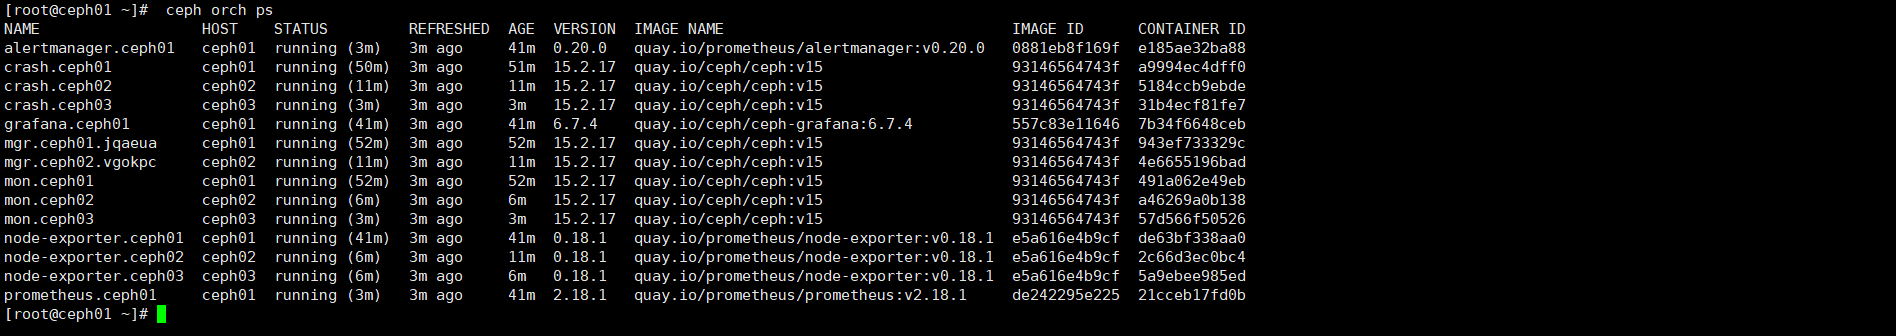 [root@ceph01 ~]#  ceph orch ps
NAME                  HOST    STATUS         REFRESHED  AGE  VERSION  IMAGE NAME                                IMAGE ID      CONTAINER ID
alertmanager.ceph01   ceph01  running (3m)   3m ago     41m  0.20.0   quay.io/prometheus/alertmanager:v0.20.0   0881eb8f169f  e185ae32ba88
crash.ceph01          ceph01  running (50m)  3m ago     51m  15.2.17  quay.io/ceph/ceph:v15                     93146564743f  a9994ec4dff0
crash.ceph02          ceph02  running (11m)  3m ago     11m  15.2.17  quay.io/ceph/ceph:v15                     93146564743f  5184ccb9ebde
crash.ceph03          ceph03  running (3m)   3m ago     3m   15.2.17  quay.io/ceph/ceph:v15                     93146564743f  31b4ecf81fe7
grafana.ceph01        ceph01  running (41m)  3m ago     41m  6.7.4    quay.io/ceph/ceph-grafana:6.7.4           557c83e11646  7b34f6648ceb
mgr.ceph01.jqaeua     ceph01  running (52m)  3m ago     52m  15.2.17  quay.io/ceph/ceph:v15                     93146564743f  943ef733329c
mgr.ceph02.vgokpc     ceph02  running (11m)  3m ago     11m  15.2.17  quay.io/ceph/ceph:v15                     93146564743f  4e6655196bad
mon.ceph01            ceph01  running (52m)  3m ago     52m  15.2.17  quay.io/ceph/ceph:v15                     93146564743f  491a062e49eb
mon.ceph02            ceph02  running (6m)   3m ago     6m   15.2.17  quay.io/ceph/ceph:v15                     93146564743f  a46269a0b138
mon.ceph03            ceph03  running (3m)   3m ago     3m   15.2.17  quay.io/ceph/ceph:v15                     93146564743f  57d566f50526
node-exporter.ceph01  ceph01  running (41m)  3m ago     41m  0.18.1   quay.io/prometheus/node-exporter:v0.18.1  e5a616e4b9cf  de63bf338aa0
node-exporter.ceph02  ceph02  running (6m)   3m ago     11m  0.18.1   quay.io/prometheus/node-exporter:v0.18.1  e5a616e4b9cf  2c66d3ec0bc4
node-exporter.ceph03  ceph03  running (6m)   3m ago     6m   0.18.1   quay.io/prometheus/node-exporter:v0.18.1  e5a616e4b9cf  5a9ebee985ed
prometheus.ceph01     ceph01  running (3m)   3m ago     41m  2.18.1   quay.io/prometheus/prometheus:v2.18.1     de242295e225  21cceb17fd0b
[root@ceph01 ~]#